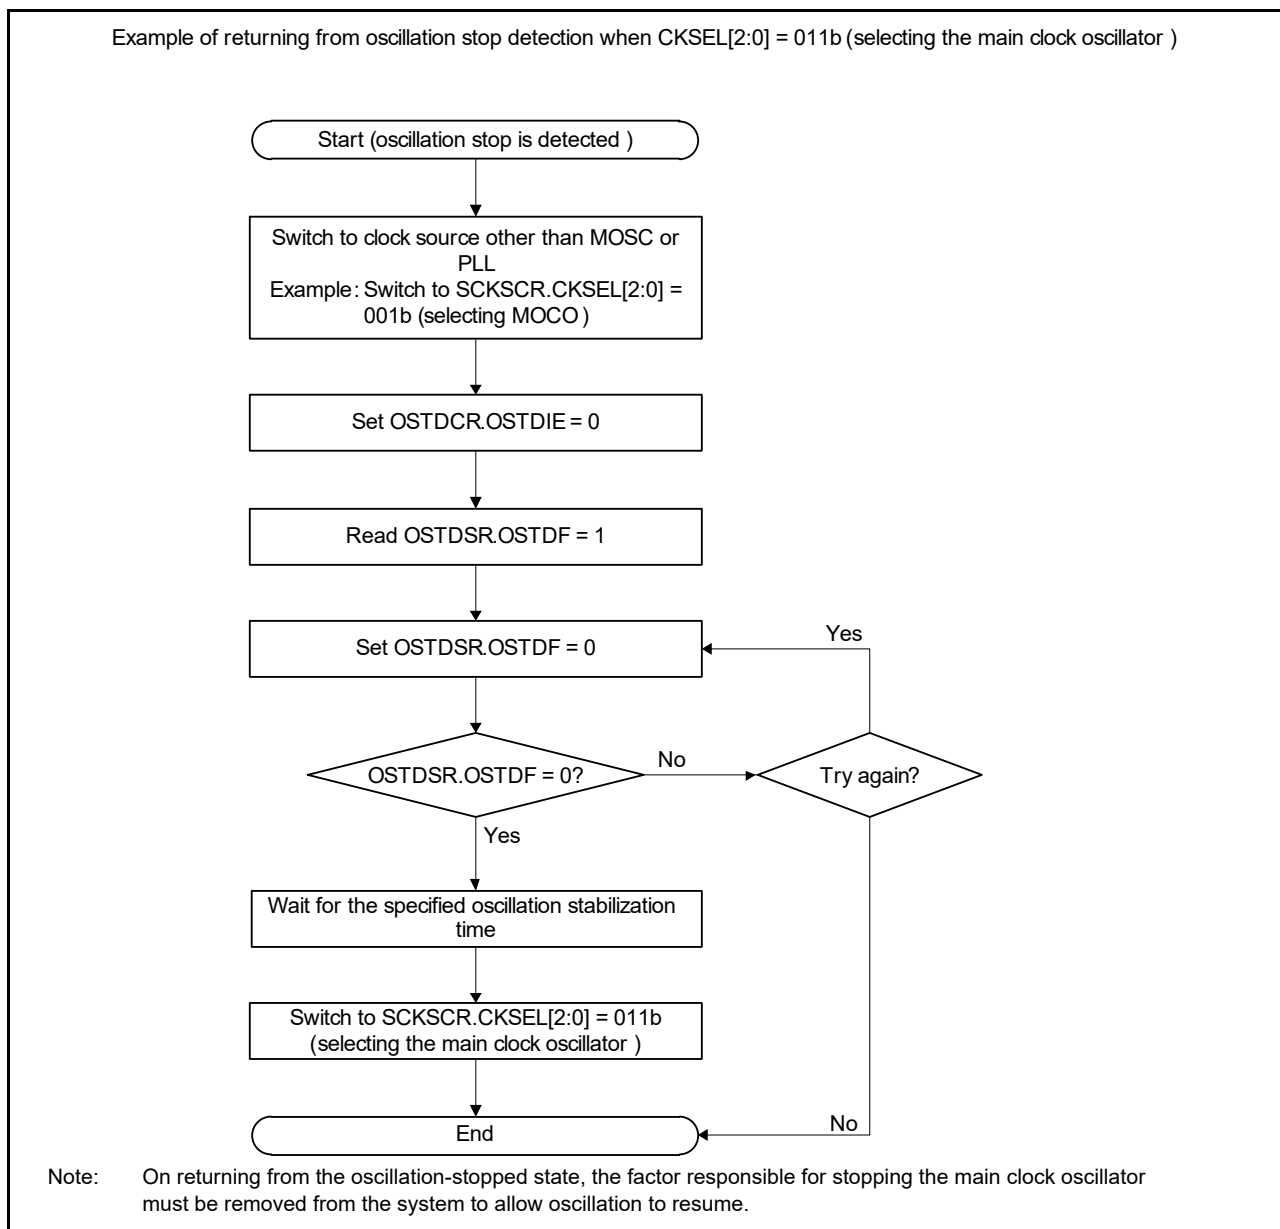 Example of returning from oscillation stop detection when CKSEL[2:0] = 011b (selecting the main clock oscillator )
Start (oscillation stop is detected )
Switch to clock source other than MOSC or
PLL
Example: Switch to SCKSCR.CKSEL[2:0] =
001b (selecting MOCO )
Set OSTDCR.OSTDIE = 0
Read OSTDSR.OSTDF = 1
Set OSTDSR.OSTDF = 0
Yes
OSTDSR.OSTDF = 0?
No
Try again?
Yes
Wait for the specified oscillation stabilization
time
Switch to SCKSCR.CKSEL[2:0] = 011b
(selecting the main clock oscillator )
No
End
Note: On returning from the oscillation-stopped state, the factor responsible for stopping the main clock oscillator
must be removed from the system to allow oscillation to resume.